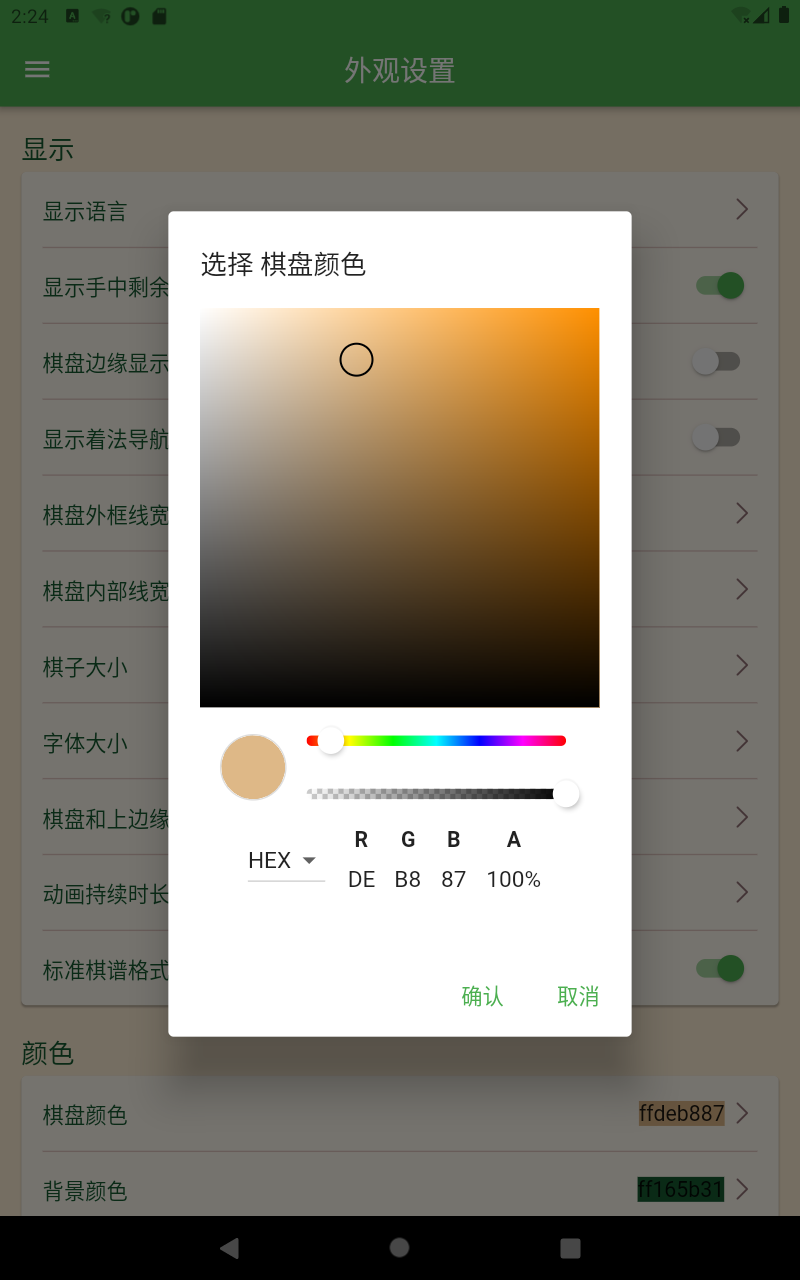 2:24
外观设置
显示
显示语言
显示手中剩余
棋盘边缘显示
显示着法导航
棋盘外框线宽
棋盘内部线宽
棋子大小
字体大小
棋盘和上边缘
动画持续时长
标准棋谱格式
选择 棋盘颜色
R G B A
HEX
DE B8 87 100%
确认 取消
颜色
棋盘颜色 ffdeb887
背景颜色 ff165b31